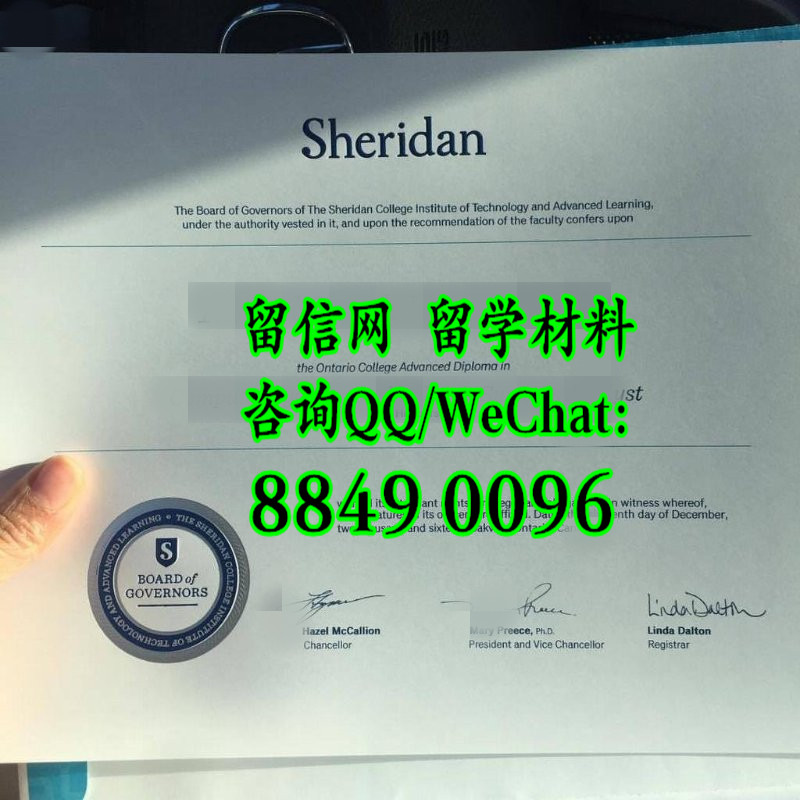 Sheridan
The Board of Governors of The Sheridan College Institute of Technology and Advanced Learning,
under the authority vested in it, and upon the recommendation of the faculty confers upon
留信网 留学材料
the Ontario College Advanced Diploma in
咨询QQ/WeChat:
8849 0096
in witness whereof,
day of December,
THE SHERIDAN COLLEGE INSTITUTE OF TECHNOLOGY AND ADVANCED LEARNING
S
BOARD of
GOVERNORS
Linda Dalton
Hazel McCallion
Mary Preece, Ph.D.
Linda Dalton
Chancellor
President and Vice Chancellor
Registrar